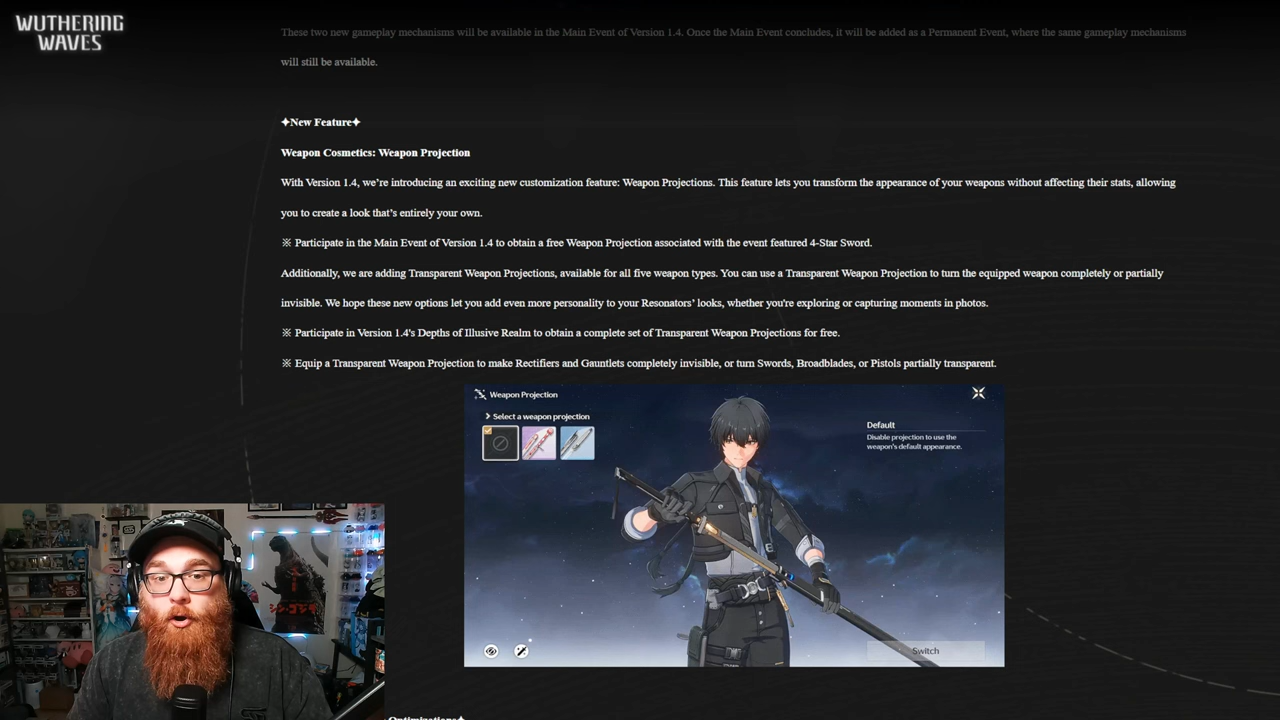 WUTHERING
WAVES
These two new gameplay mechanisms will be available in the Main Event of Version 1.4. Once the Main Event concludes, it will be added as a Permanent Event, where the same gameplay mechanisms
will still be available.
✦New Feature✦
Weapon Cosmetics: Weapon Projection
With Version 1.4, we’re introducing an exciting new customization feature: Weapon Projections. This feature lets you transform the appearance of your weapons without affecting their stats, allowing
you to create a look that’s entirely your own.
※ Participate in the Main Event of Version 1.4 to obtain a free Weapon Projection associated with the event featured 4-Star Sword.
Additionally, we are adding Transparent Weapon Projections, available for all five weapon types. You can use a Transparent Weapon Projection to turn the equipped weapon completely or partially
invisible. We hope these new options let you add even more personality to your Resonators’ looks, whether you're exploring or capturing moments in photos.
※ Participate in Version 1.4's Depths of Illusive Realm to obtain a complete set of Transparent Weapon Projections for free.
※ Equip a Transparent Weapon Projection to make Rectifiers and Gauntlets completely invisible, or turn Swords, Broadblades, or Pistols partially transparent.
Weapon Projection
Select a weapon projection
Default
Disable projection to use the
weapon's default appearance.
Switch
シン・ゴジラ
Optimizations✦